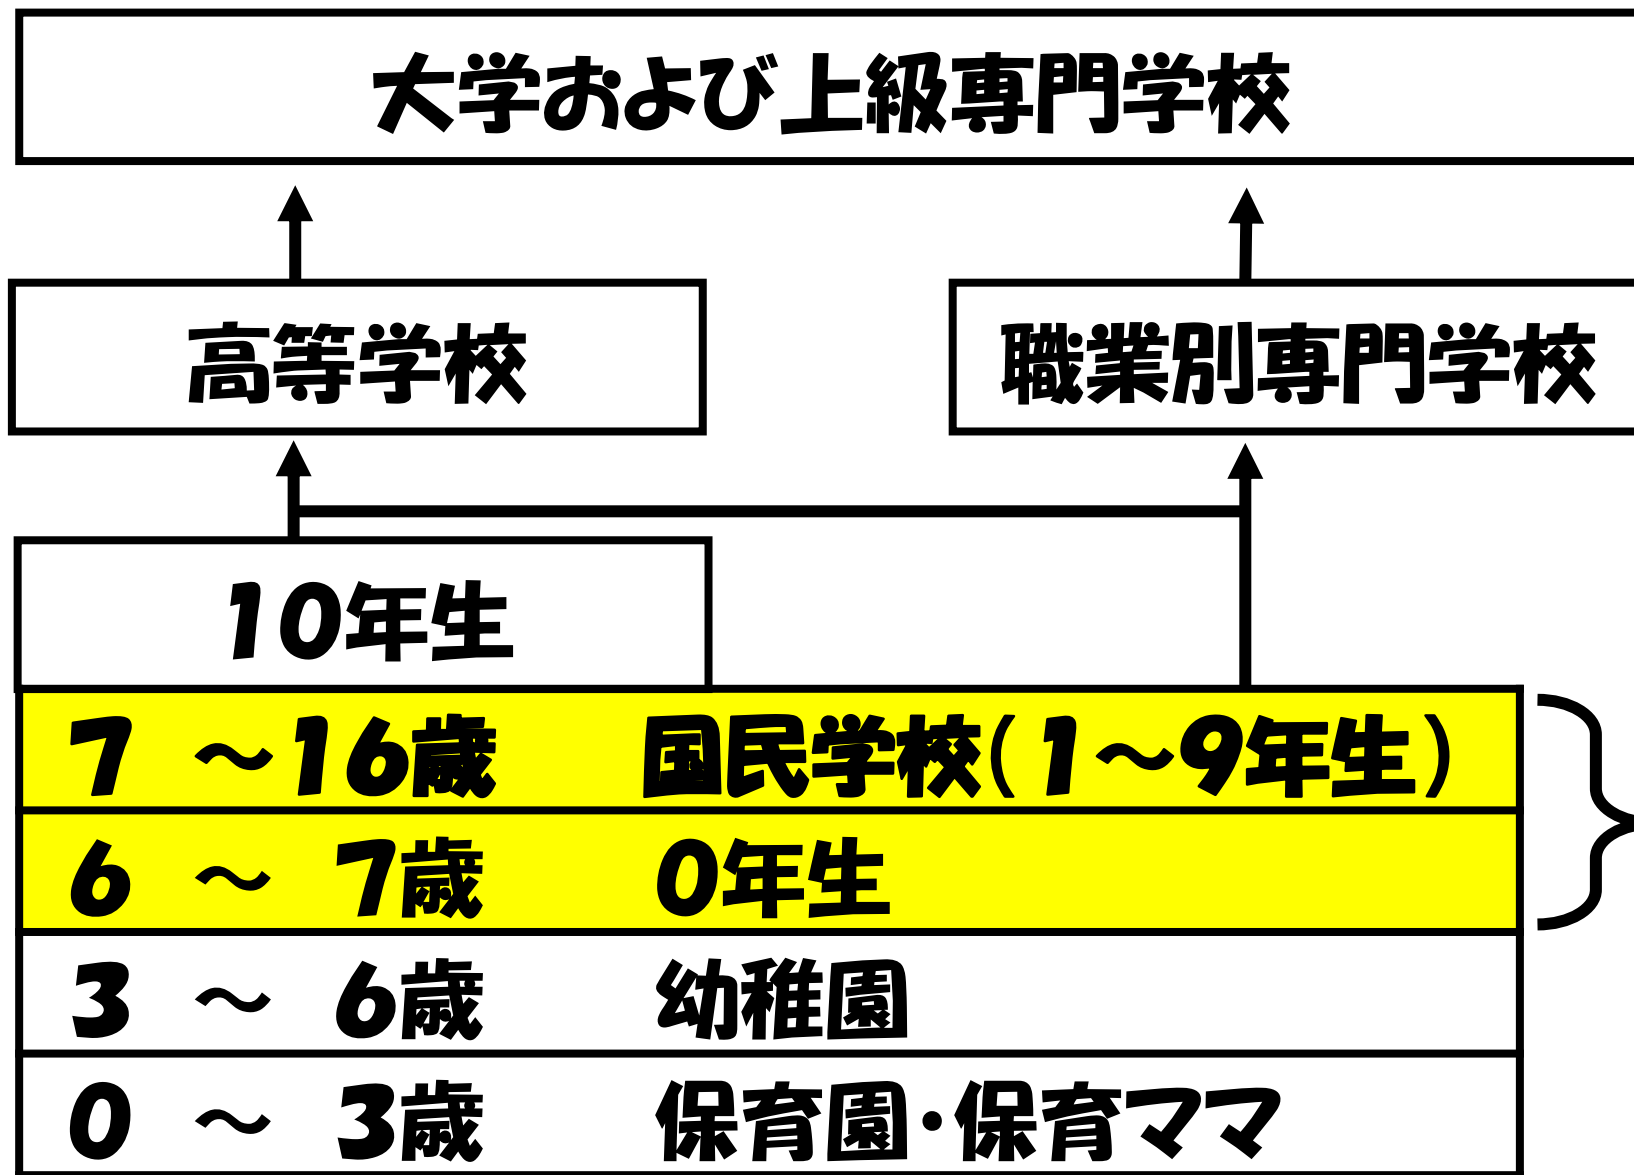 大学および上級専門学校
高等学校
職業別専門学校
10年生
7 ～16歳 国民学校(1～9年生)
6 ～ 7歳 0年生
3 ～ 6歳 幼稚園
0 ～ 3歳 保育園・保育ママ